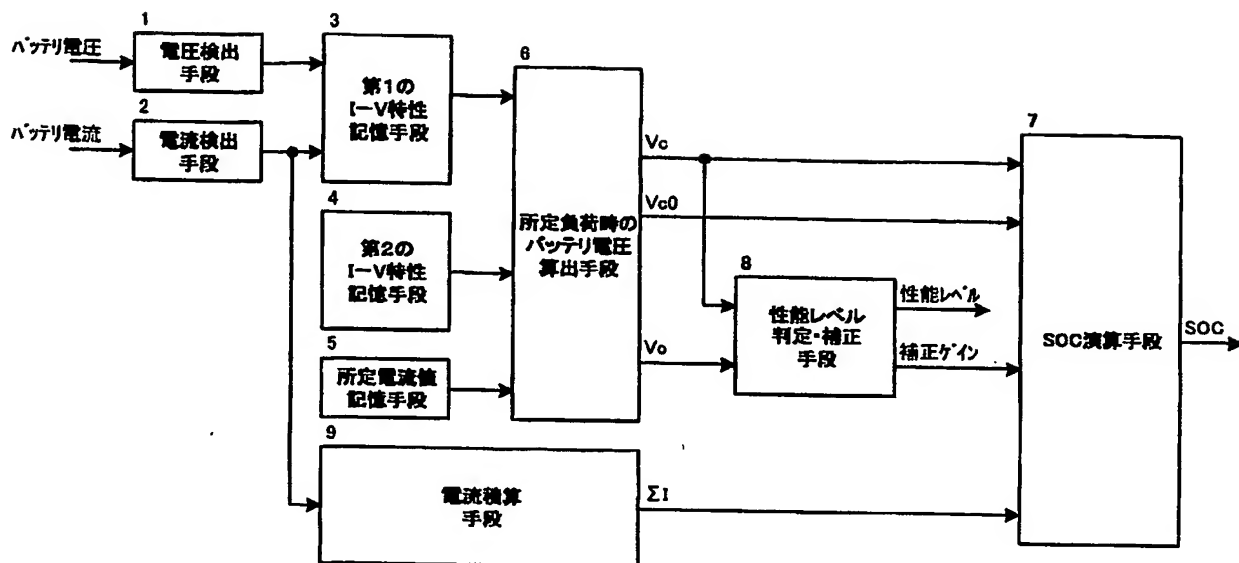 1
バッテリ電圧
電圧検出
手段
2
バッテリ電流
電流検出
手段
3
第1の
I－V特性
記憶手段
4
第2の
I－V特性
記憶手段
5
所定電流値
記憶手段
6
所定負荷時の
バッテリ電圧
算出手段
Vc
Vc0
Vo
8
性能レベル
判定・補正
手段
性能レベル
補正ゲイン
9
電流積算
手段
ΣI
7
SOC演算手段
SOC